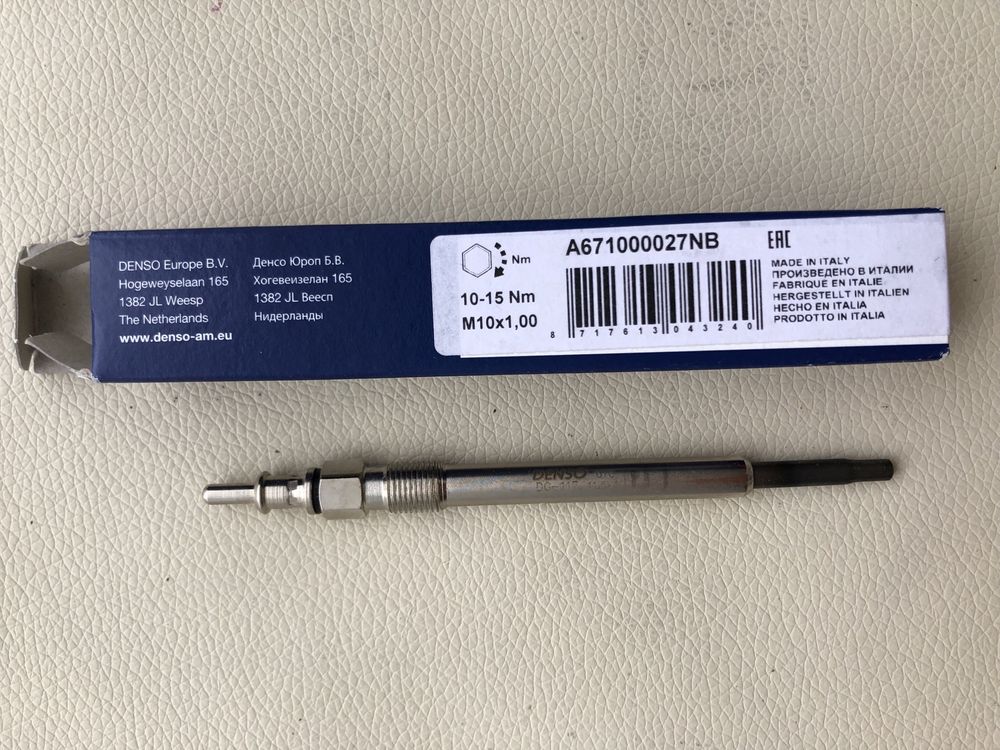 DENSO Europe B.V.
Hogeweyselaan 165
1382 JL Weesp
The Netherlands
www.denso-am.eu
Денсо Юроп Б.В.
Хогевеизелан 165
1382 JL Веесп
Нидерланды
Nm
10-15 Nm
M10x1,00
A671000027NB
8 717613 043240
EAC
MADE IN ITALY
ПРОИЗВЕДЕНО В ИТАЛИИ
FABRIQUE EN ITALIE
HERGESTELLT IN ITALIEN
HECHO EN ITALIA
PRODOTTO IN ITALIA
DENSO